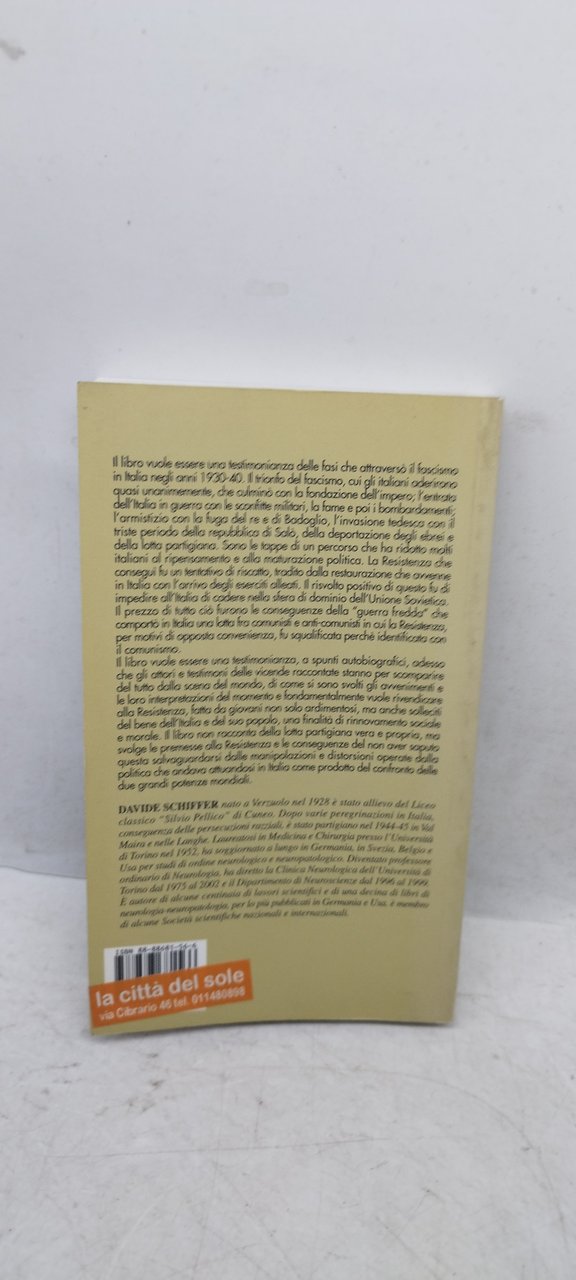 Il libro vuole essere una testimonianza delle fasi che attraversò il fascismo
in Italia negli anni 1930-40. Il trionfo del fascismo, cui gli italiani aderirono
quasi unanimemente, che culminò con la fondazione dell'impero; l'entrata
dell'Italia in guerra con le sconfitte militari, la fame e poi i bombardamenti;
l'armistizio con la fuga del re e di Badoglio, l'invasione tedesca con il
triste periodo della repubblica di Salò, della deportazione degli ebrei e
della lotta partigiana. Sono le tappe di un percorso che ha ridotto molti
italiani al ripensamento e alla maturazione politica. La Resistenza che
conseguì fu un tentativo di riscatto, tradito dalla restaurazione che avvenne
in Italia con l'arrivo degli eserciti alleati. Il risvolto positivo di questo fu di
impedire all'Italia di cadere nella sfera di dominio dell'Unione Sovietica.
Il prezzo di tutto ciò furono le conseguenze della "guerra fredda" che
comportò in Italia una lotta fra comunisti e anti-comunisti in cui la Resistenza,
per motivi di opposta convenienza, fu squalificata perchè identificata con
il comunismo.
Il libro vuole essere una testimonianza, a spunti autobiografici, adesso
che gli attori e testimoni delle vicende raccontate stanno per scomparire
del tutto dalla scena del mondo, di come si sono svolti gli avvenimenti e
le loro interpretazioni del momento e fondamentalmente vuole rivendicare
alla Resistenza, fatta da giovani non solo ardimentosi, ma anche solleciti
del bene dell'Italia e del suo popolo, una finalità di rinnovamento sociale
e morale. Il libro non racconta della lotta partigiana vera e propria, ma
svolge le premesse alla Resistenza e le conseguenze del non aver saputo
questa salvaguardarsi dalle manipolazioni e distorsioni operate dalla
politica che andava attuandosi in Italia come prodotto del confronto delle
due grandi potenze mondiali.
DAVIDE SCHIFFER nato a Verzuolo nel 1928 è stato allievo del Liceo
classico "Silvio Pellico" di Cuneo. Dopo varie peregrinazioni in Italia,
conseguenza delle persecuzioni razziali, è stato partigiano nel 1944-45 in Val
Maira e nelle Langhe. Laureatosi in Medicina e Chirurgia presso l'Università
di Torino nel 1952, ha soggiornato a lungo in Germania, in Svezia, Belgio e
Usa per studi di ordine neurologico e neuropatologico. Diventato professore
ordinario di Neurologia, ha diretto la Clinica Neurologica dell'Università di
Torino dal 1975 al 2002 e il Dipartimento di Neuroscienze dal 1996 al 1999.
È autore di alcune centinaia di lavori scientifici e di una decina di libri di
neurologia-neuropatologia, per lo più pubblicati in Germania e Usa, è membro
di alcune Società scientifiche nazionali e internazionali.
ISBN 88-88681-56-6
la città del sole
via Cibrario 46 tel. 011480898